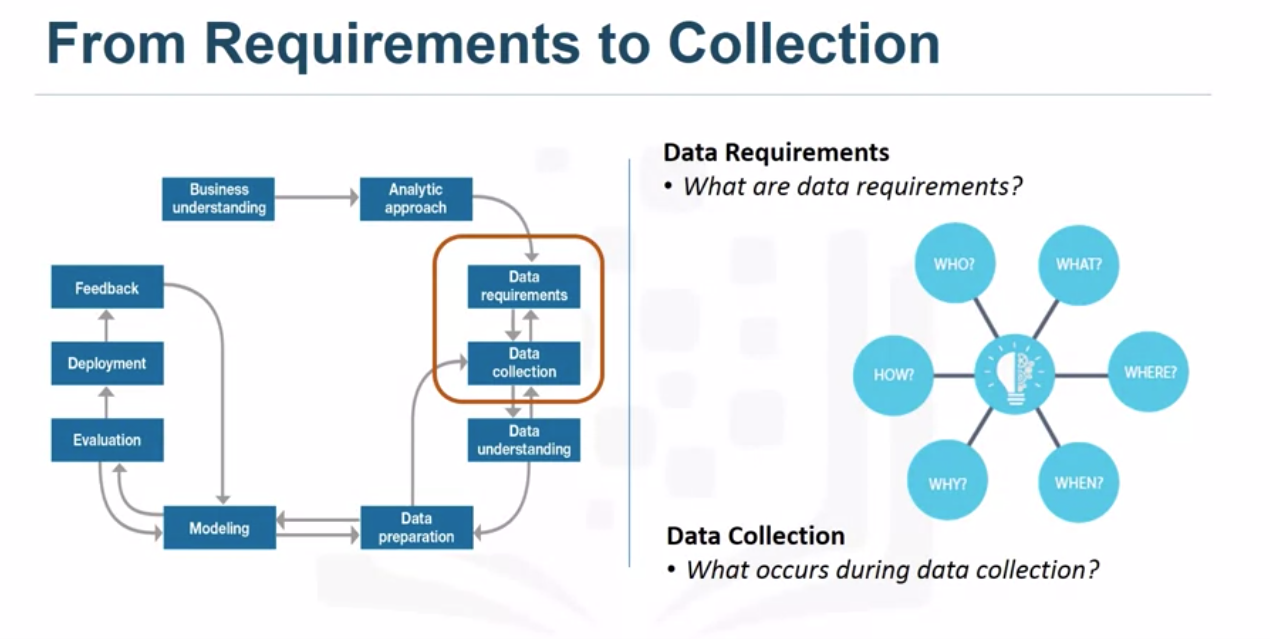 From Requirements to Collection
Business
understanding
Analytic
approach
Data
requirements
Data
collection
Data
understanding
Data
preparation
Modeling
Evaluation
Deployment
Feedback
Data Requirements
• What are data requirements?
WHO?
WHAT?
HOW?
WHERE?
WHY?
WHEN?
Data Collection
• What occurs during data collection?